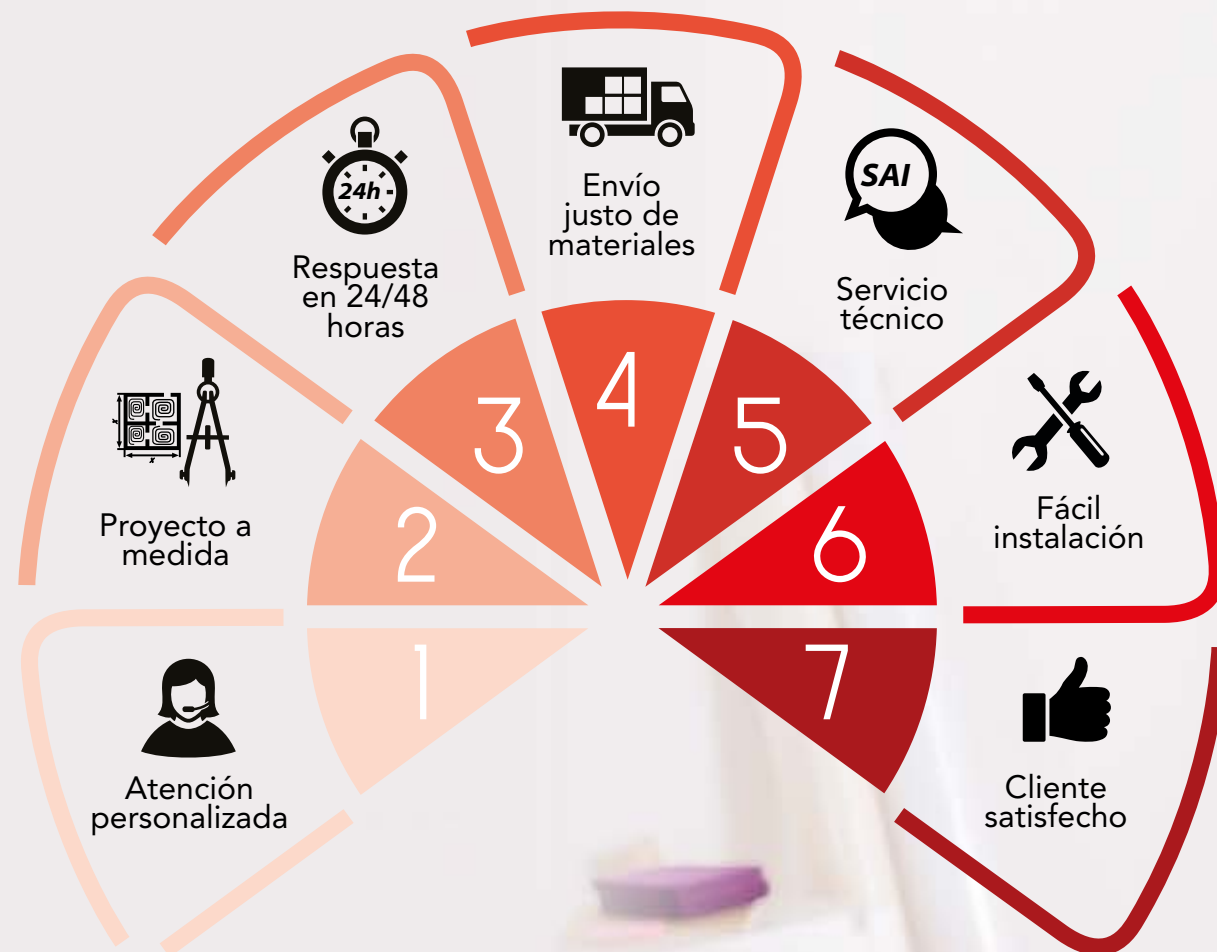 1
Atención
personalizada
2
Proyecto a
medida
x
x
3
24h
Respuesta
en 24/48
horas
4
Envío
justo de
materiales
5
SAI
Servicio
técnico
6
Fácil
instalación
7
Cliente
satisfecho